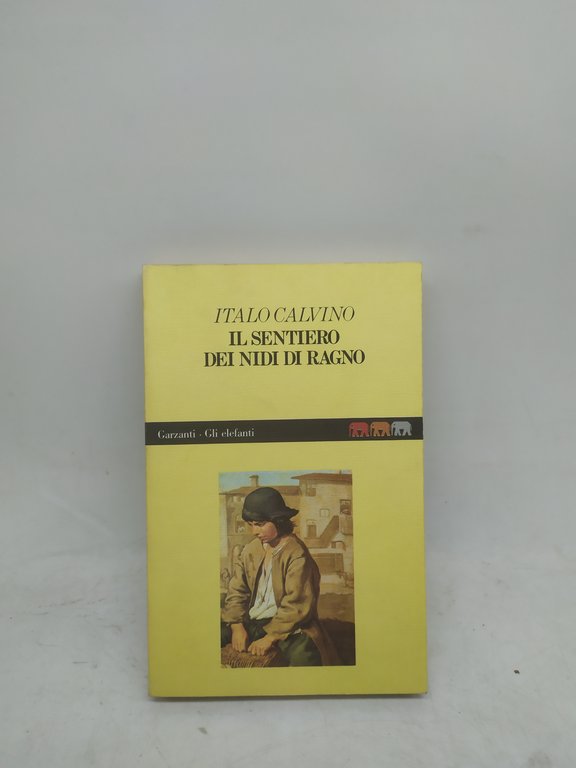 ITALO CALVINO
IL SENTIERO
DEI NIDI DI RAGNO
Garzanti · Gli elefanti